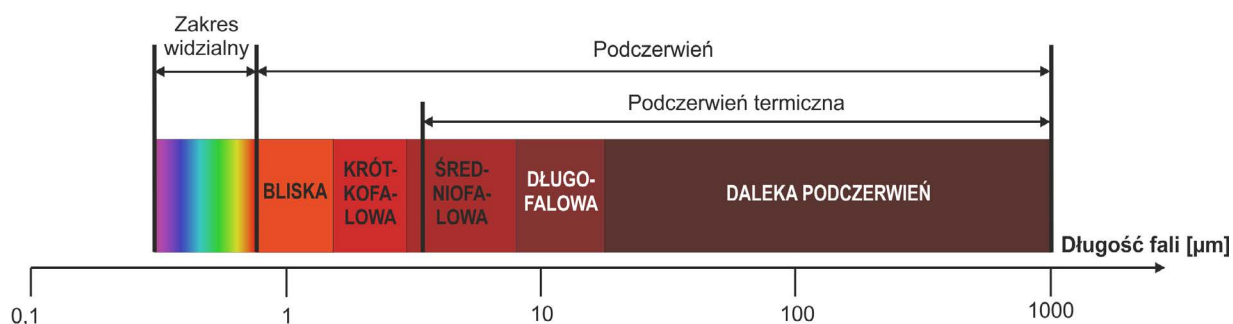 Zakres
widzialny
Podczerwień
Podczerwień termiczna
BLISKA
KRÓT-
KOFA-
LOWA
ŚRED-
NIOFA-
LOWA
DŁUGO-
FALOWA
DALEKA PODCZERWIEŃ
Długość fali [µm]
0,1
1
10
100
1000